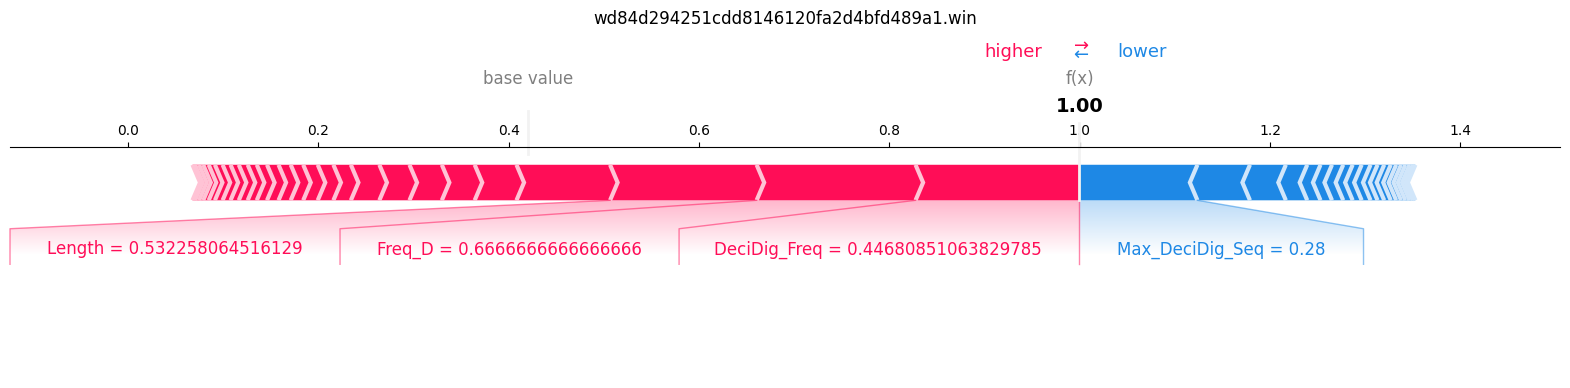 wd84d294251cdd8146120fa2d4bfd489a1.win
higher ⇄ lower
base value f(x)
1.00
0.0 0.2 0.4 0.6 0.8 1.0 1.2 1.4
Length = 0.532258064516129 Freq_D = 0.6666666666666666 DeciDig_Freq = 0.44680851063829785 Max_DeciDig_Seq = 0.28